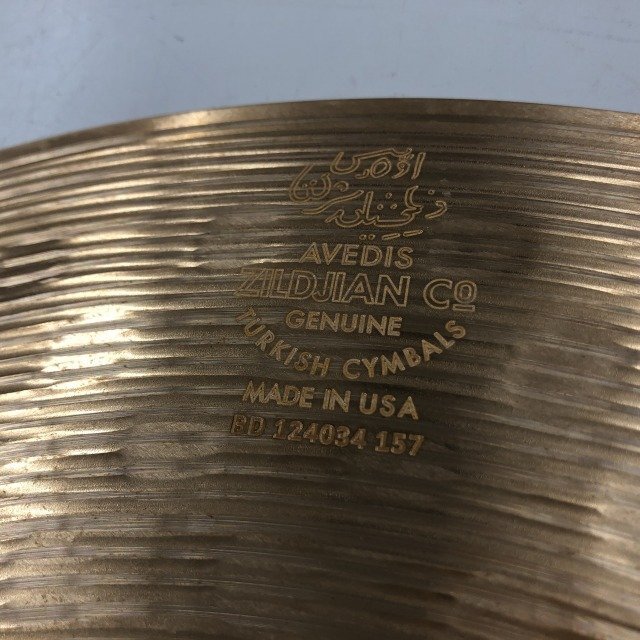 AVEDIS
ZILDJIAN CO
GENUINE
TURKISH CYMBALS
MADE IN USA
BD 124034 157